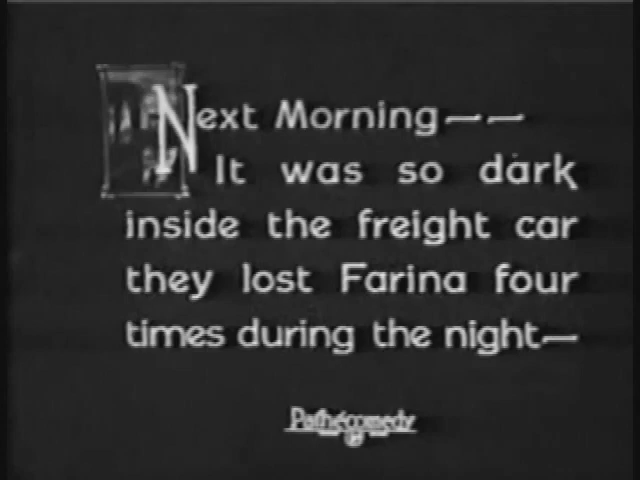 Next Morning——
It was so dark
inside the freight car
they lost Farina four
times during the night—
Pathécomedy